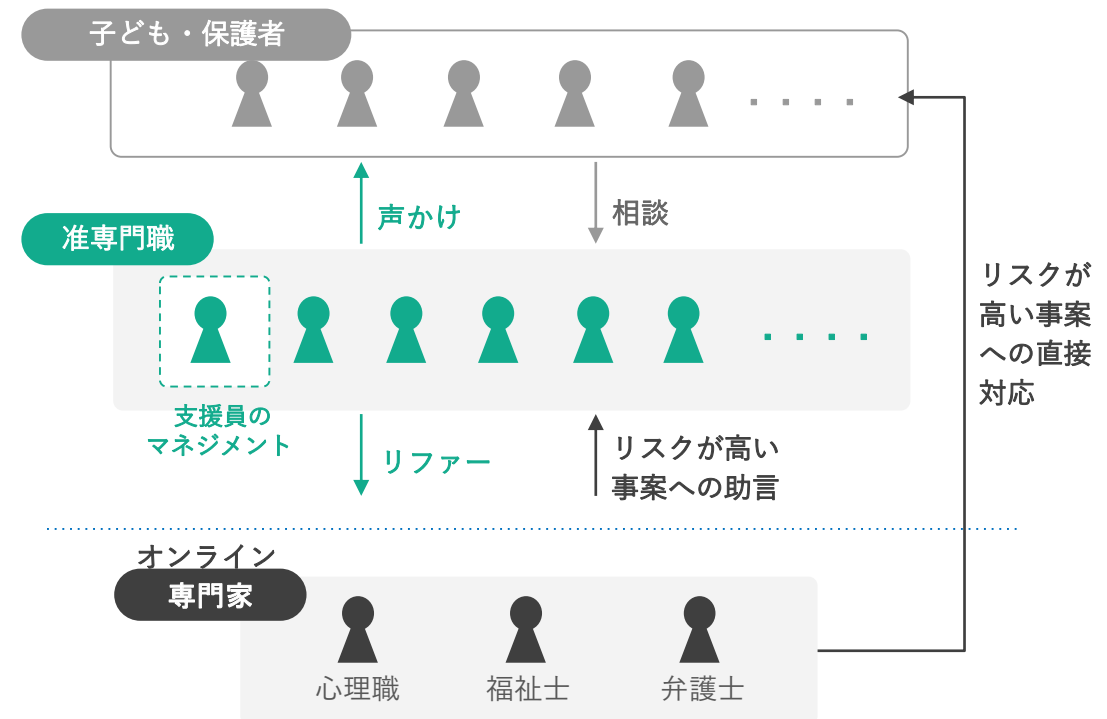 子ども・保護者
声かけ
相談
准専門職
支援員の
マネジメント
リファー
リスクが高い
事案への助言
リスクが
高い事案
への直接
対応
オンライン
専門家
心理職
福祉士
弁護士